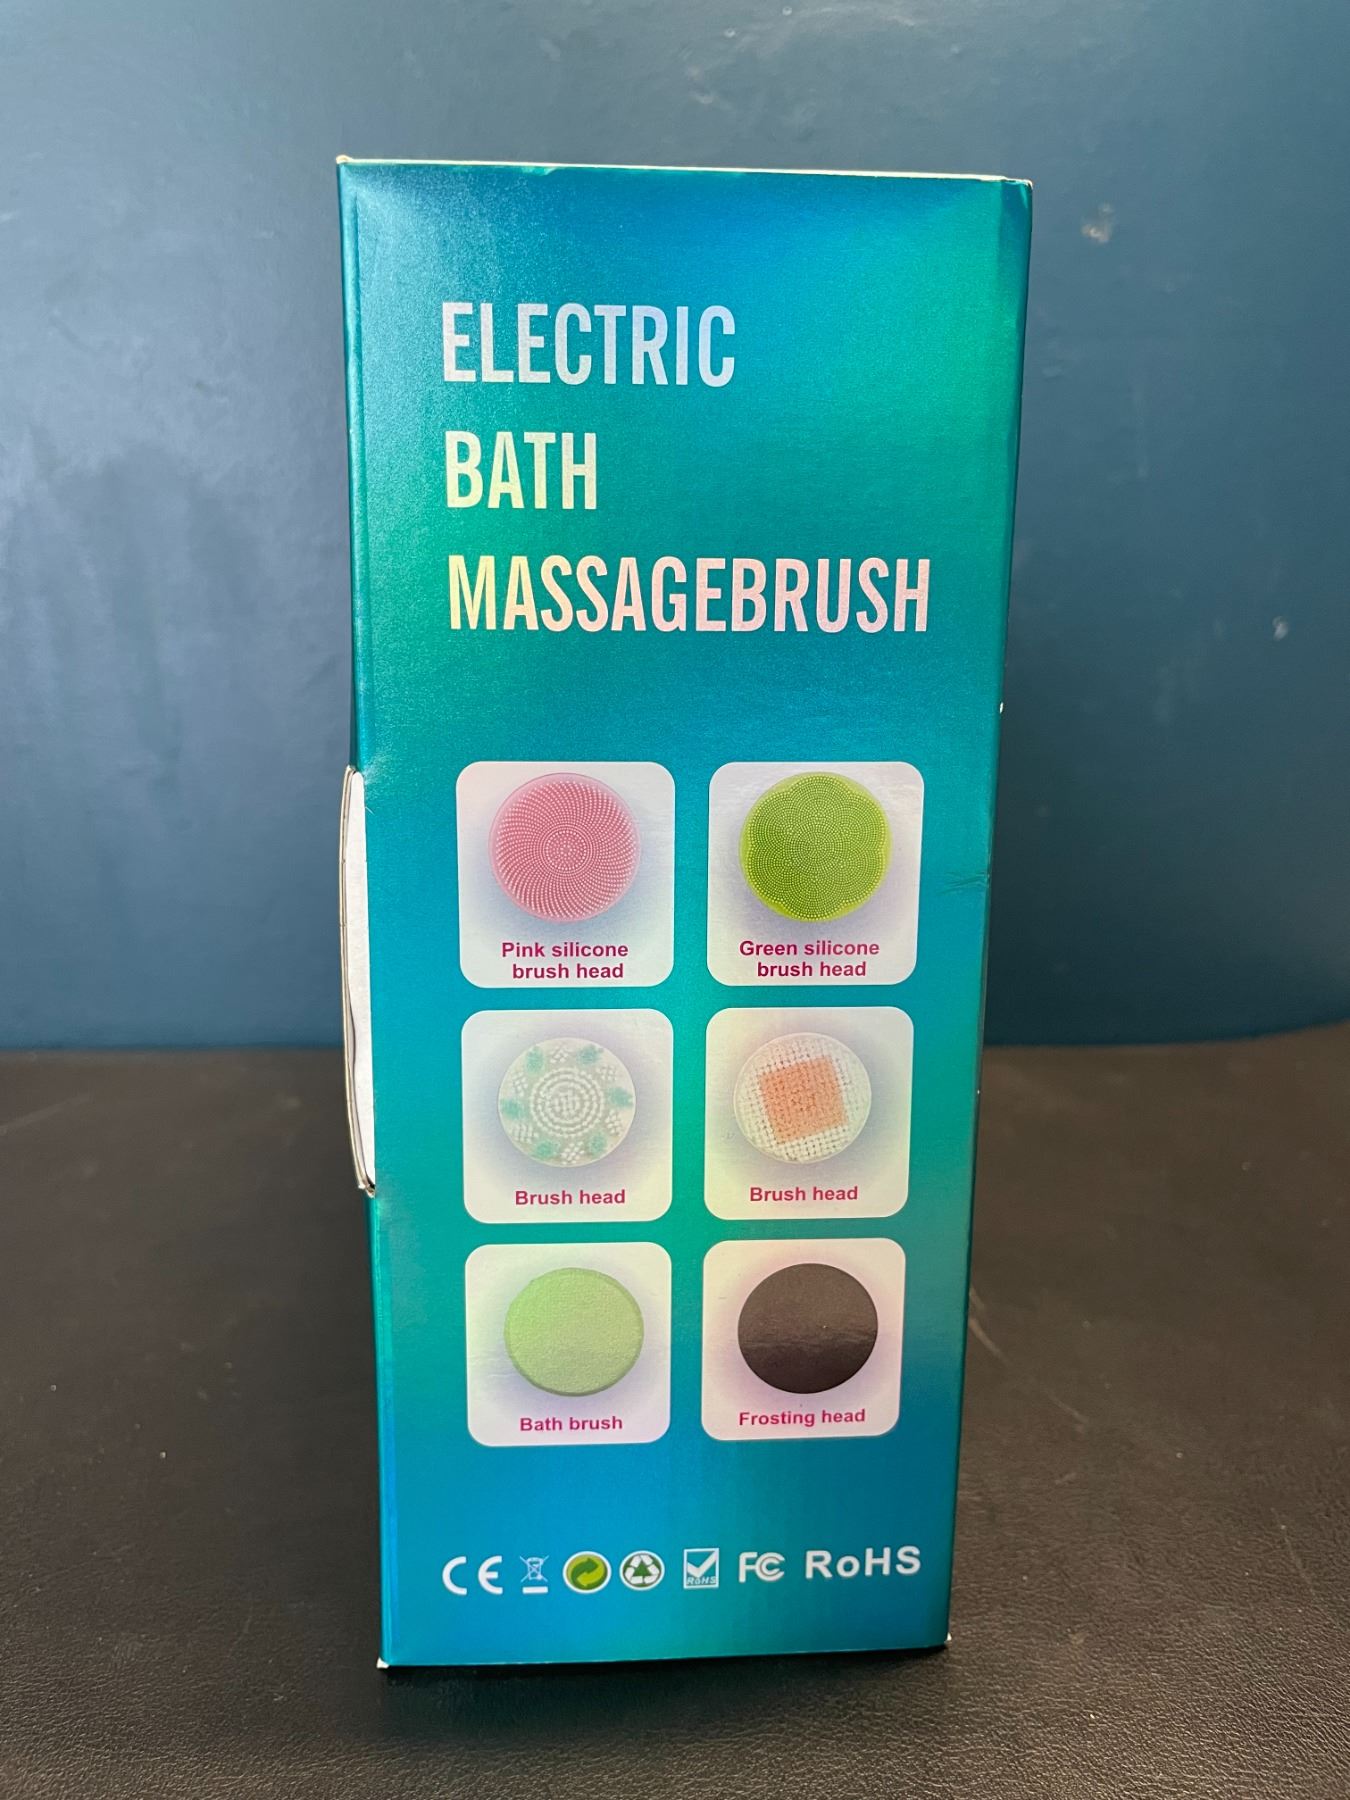 ELECTRIC
BATH
MASSAGEBRUSH
Pink silicone
brush head
Green silicone
brush head
Brush head
Brush head
Bath brush
Frosting head
CE RoHS FC RoHS